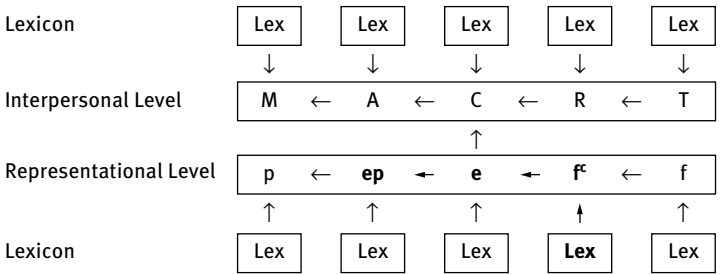 Lexicon Lex Lex Lex Lex Lex
↓ ↓ ↓ ↓ ↓
Interpersonal Level M ← A ← C ← R ← T
↑
Representational Level p ← ep ← e ← fᶜ ← f
↑ ↑ ↑ ↑ ↑
Lexicon Lex Lex Lex Lex Lex